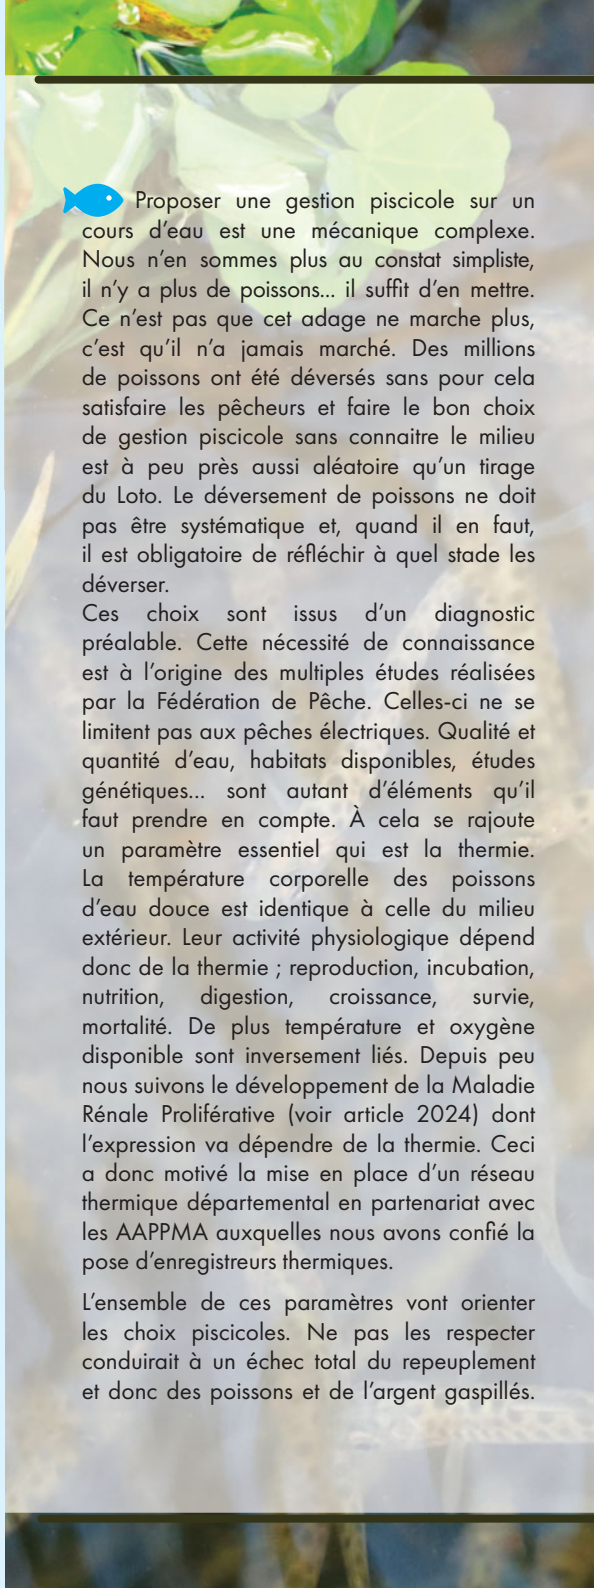 Proposer une gestion piscicole sur un
cours d'eau est une mécanique complexe.
Nous n'en sommes plus au constat simpliste,
il n'y a plus de poissons... il suffit d'en mettre.
Ce n'est pas que cet adage ne marche plus,
c'est qu'il n'a jamais marché. Des millions
de poissons ont été déversés sans pour cela
satisfaire les pêcheurs et faire le bon choix
de gestion piscicole sans connaitre le milieu
est à peu près aussi aléatoire qu'un tirage
du Loto. Le déversement de poissons ne doit
pas être systématique et, quand il en faut,
il est obligatoire de réfléchir à quel stade les
déverser.
Ces choix sont issus d'un diagnostic
préalable. Cette nécessité de connaissance
est à l'origine des multiples études réalisées
par la Fédération de Pêche. Celles-ci ne se
limitent pas aux pêches électriques. Qualité et
quantité d'eau, habitats disponibles, études
génétiques... sont autant d'éléments qu'il
faut prendre en compte. À cela se rajoute
un paramètre essentiel qui est la thermie.
La température corporelle des poissons
d'eau douce est identique à celle du milieu
extérieur. Leur activité physiologique dépend
donc de la thermie ; reproduction, incubation,
nutrition, digestion, croissance, survie,
mortalité. De plus température et oxygène
disponible sont inversement liés. Depuis peu
nous suivons le développement de la Maladie
Rénale Proliférative (voir article 2024) dont
l'expression va dépendre de la thermie. Ceci
a donc motivé la mise en place d'un réseau
thermique départemental en partenariat avec
les AAPPMA auxquelles nous avons confié la
pose d'enregistreurs thermiques.
L'ensemble de ces paramètres vont orienter
les choix piscicoles. Ne pas les respecter
conduirait à un échec total du repeuplement
et donc des poissons et de l'argent gaspillés.